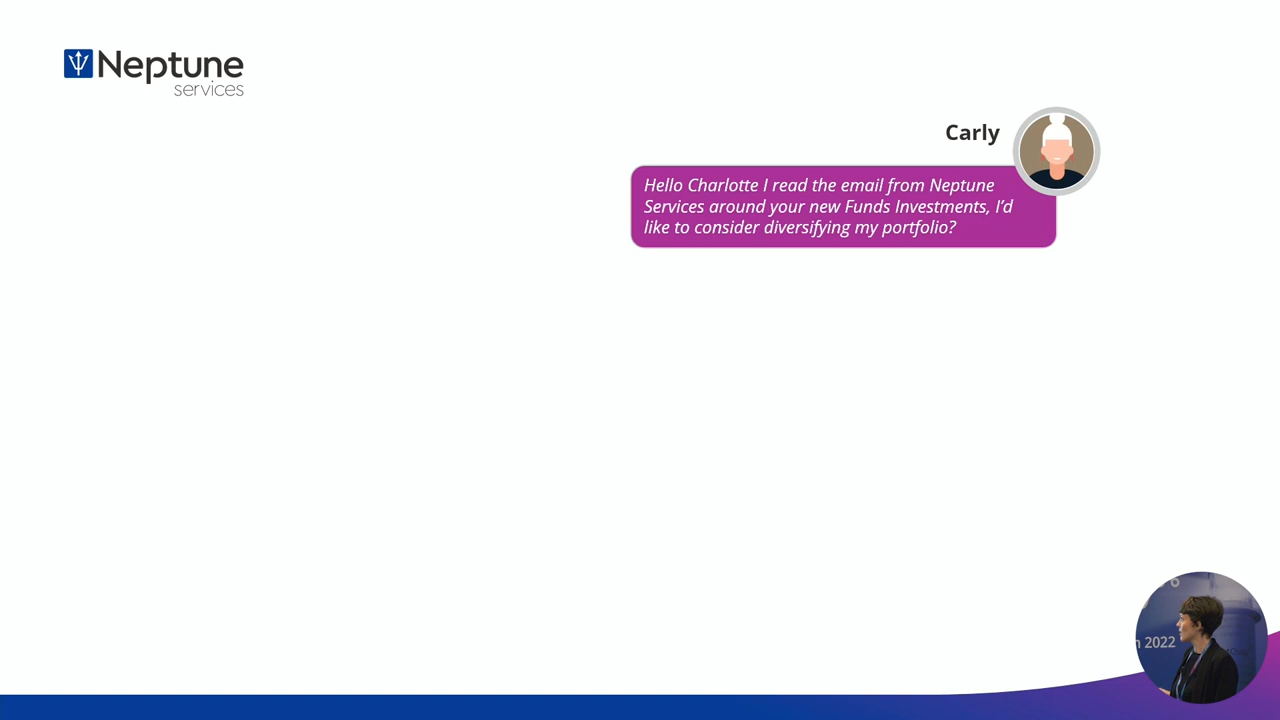 Neptune
services
Carly
Hello Charlotte I read the email from Neptune
Services around your new Funds Investments, I'd
like to consider diversifying my portfolio?
2022